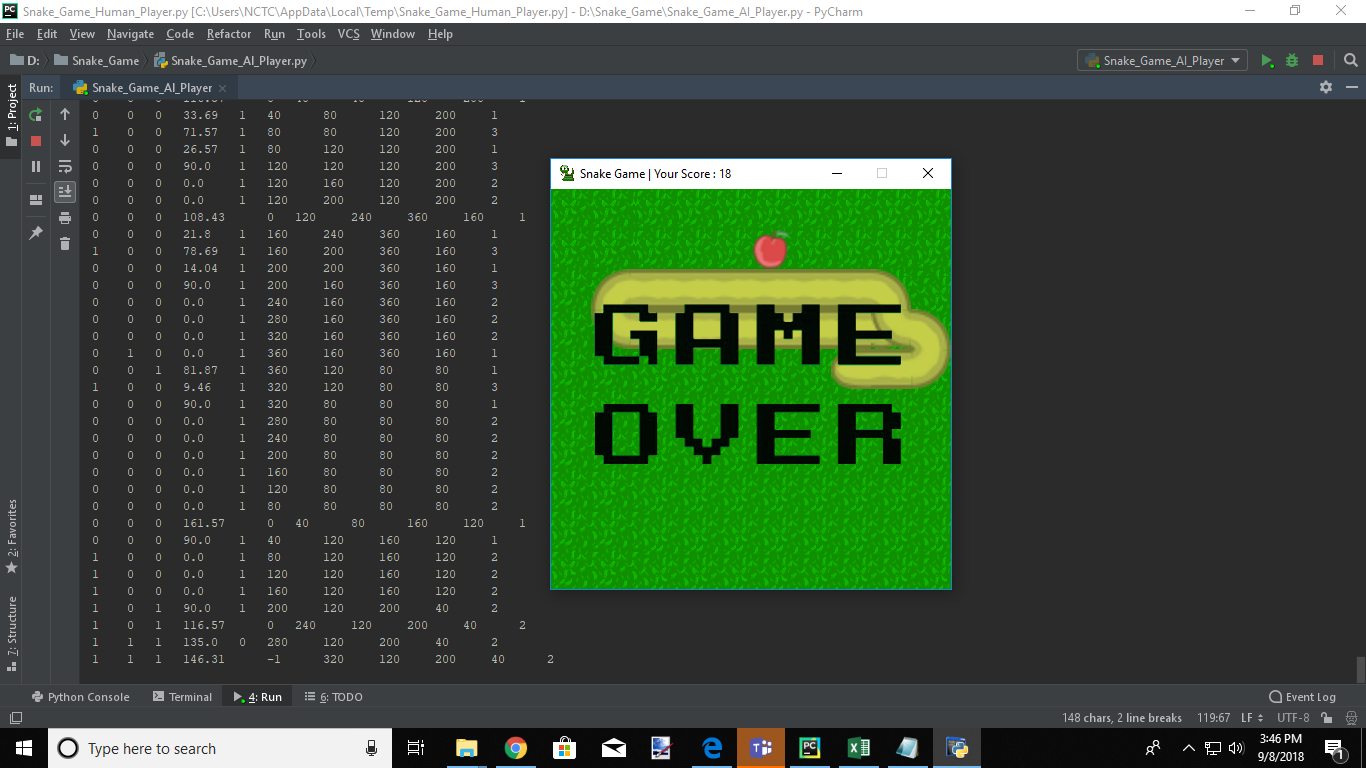 Snake_Game_Human_Player.py [C:\Users\NCTC\AppData\Local\Temp\Snake_Game_Human_Player.py] - D:\Snake_Game\Snake_Game_AI_Player.py - PyCharm
File Edit View Navigate Code Refactor Run Tools VCS Window Help
D: Snake_Game Snake_Game_AI_Player.py Snake_Game_AI_Player
Run: Snake_Game_AI_Player
1: Project
2: Favorites
7: Structure
0 0 0 33.69 1 40 80 120 200 1
1 0 0 71.57 1 80 80 120 200 3
0 0 0 26.57 1 80 120 120 200 1
0 0 0 90.0 1 120 120 120 200 3
0 0 0 0.0 1 120 160 120 200 2
0 0 0 0.0 1 120 200 120 200 2
0 0 0 108.43 0 120 240 360 160 1
0 0 0 21.8 1 160 240 360 160 1
1 0 0 78.69 1 160 200 360 160 3
0 0 0 14.04 1 200 200 360 160 1
0 0 0 90.0 1 200 160 360 160 3
0 0 0 0.0 1 240 160 360 160 2
0 0 0 0.0 1 280 160 360 160 2
0 0 0 0.0 1 320 160 360 160 2
0 1 0 0.0 1 360 160 360 160 1
0 0 1 81.87 1 360 120 80 80 1
1 0 0 9.46 1 320 120 80 80 3
0 0 0 90.0 1 320 80 80 80 1
0 0 0 0.0 1 280 80 80 80 2
0 0 0 0.0 1 240 80 80 80 2
0 0 0 0.0 1 200 80 80 80 2
0 0 0 0.0 1 160 80 80 80 2
0 0 0 0.0 1 120 80 80 80 2
0 0 0 0.0 1 80 80 80 80 2
0 0 0 161.57 0 40 80 160 120 1
0 0 0 90.0 1 40 120 160 120 1
1 0 0 0.0 1 80 120 160 120 2
1 0 0 0.0 1 120 120 160 120 2
1 0 0 0.0 1 160 120 160 120 2
1 0 1 90.0 1 200 120 200 40 2
1 0 1 116.57 0 240 120 200 40 2
1 1 1 135.0 0 280 120 200 40 2
1 1 1 146.31 -1 320 120 200 40 2
Snake Game | Your Score : 18
GAME
OVER
Python Console Terminal 4: Run 6: TODO Event Log
148 chars, 2 line breaks 119:67 LF UTF-8
Type here to search
3:46 PM
9/8/2018
1